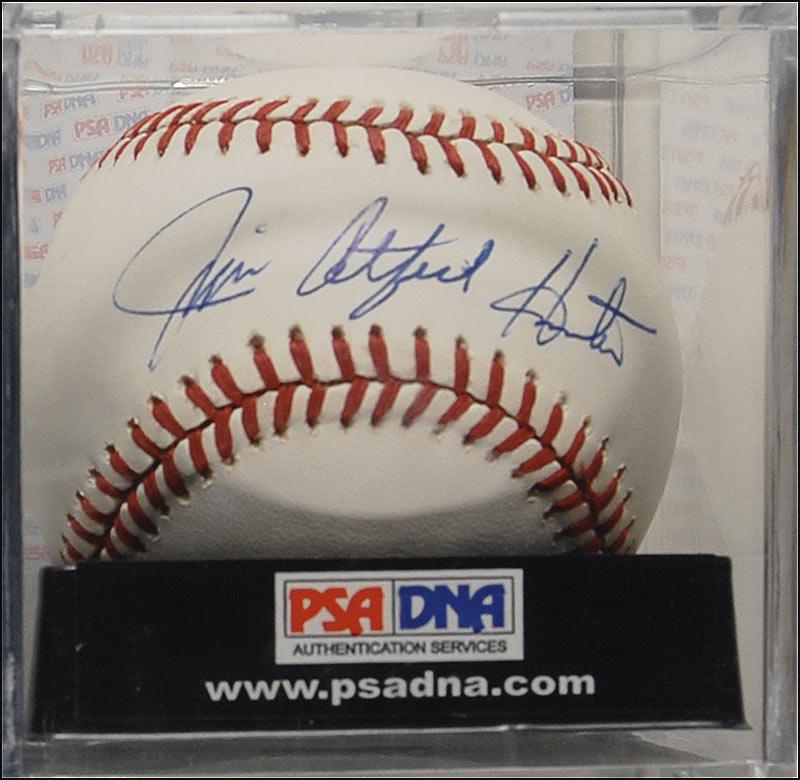 Jim Catfish Hunter
PSA DNA
AUTHENTICATION SERVICES
www.psadna.com